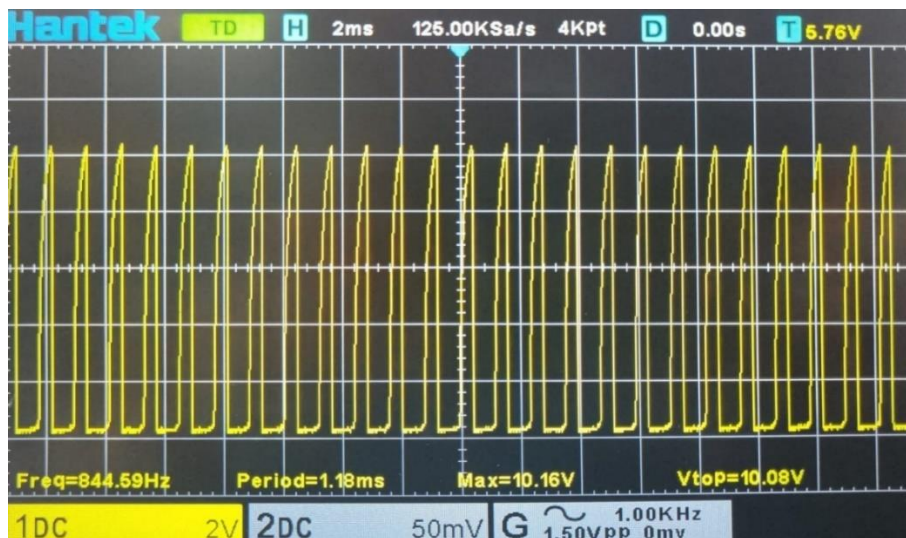 Hantek TD H 2ms 125.00KSa/s 4Kpt D 0.00s T 5.76V
Freq=844.59Hz Period=1.18ms Max=10.16V Vtop=10.08V
1DC 2V 2DC 50mV G 1.00KHz
1.50Vpp 0mv